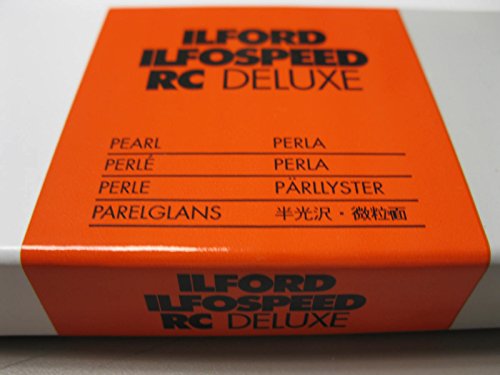 ILFORD
ILFOSPEED
RC DELUXE
PEARL PERLA
PERLÉ PERLA
PERLE PÄRLLYSTER
PARELGLANS 半光沢・微粒面
ILFORD
ILFOSPEED
RC DELUXE